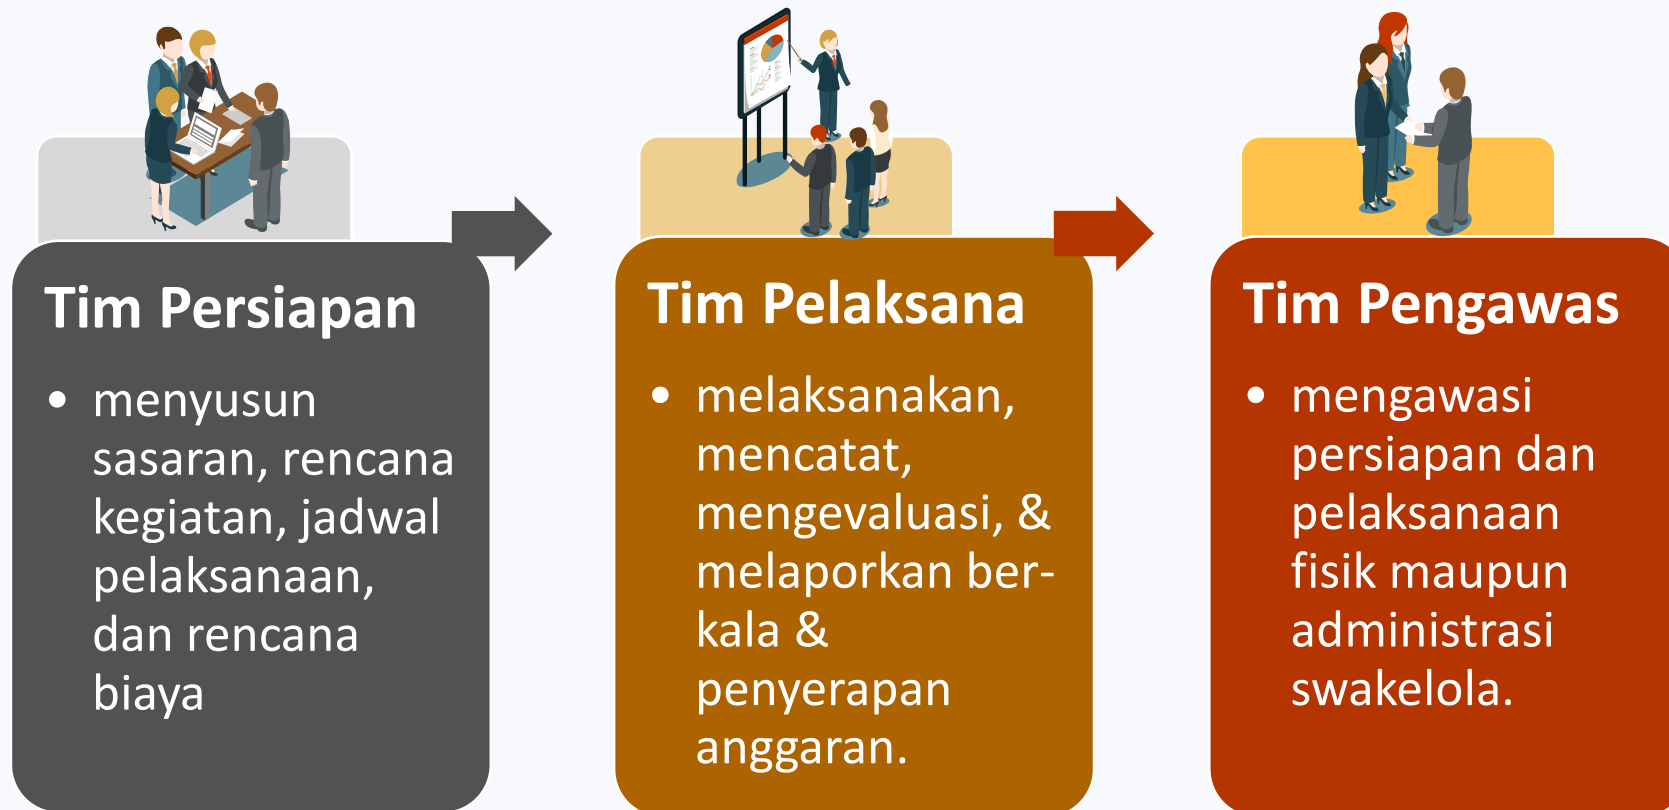 Tim Persiapan
• menyusun
sasaran, rencana
kegiatan, jadwal
pelaksanaan,
dan rencana
biaya
Tim Pelaksana
• melaksanakan,
mencatat,
mengevaluasi, &
melaporkan ber-
kala &
penyerapan
anggaran.
Tim Pengawas
• mengawasi
persiapan dan
pelaksanaan
fisik maupun
administrasi
swakelola.